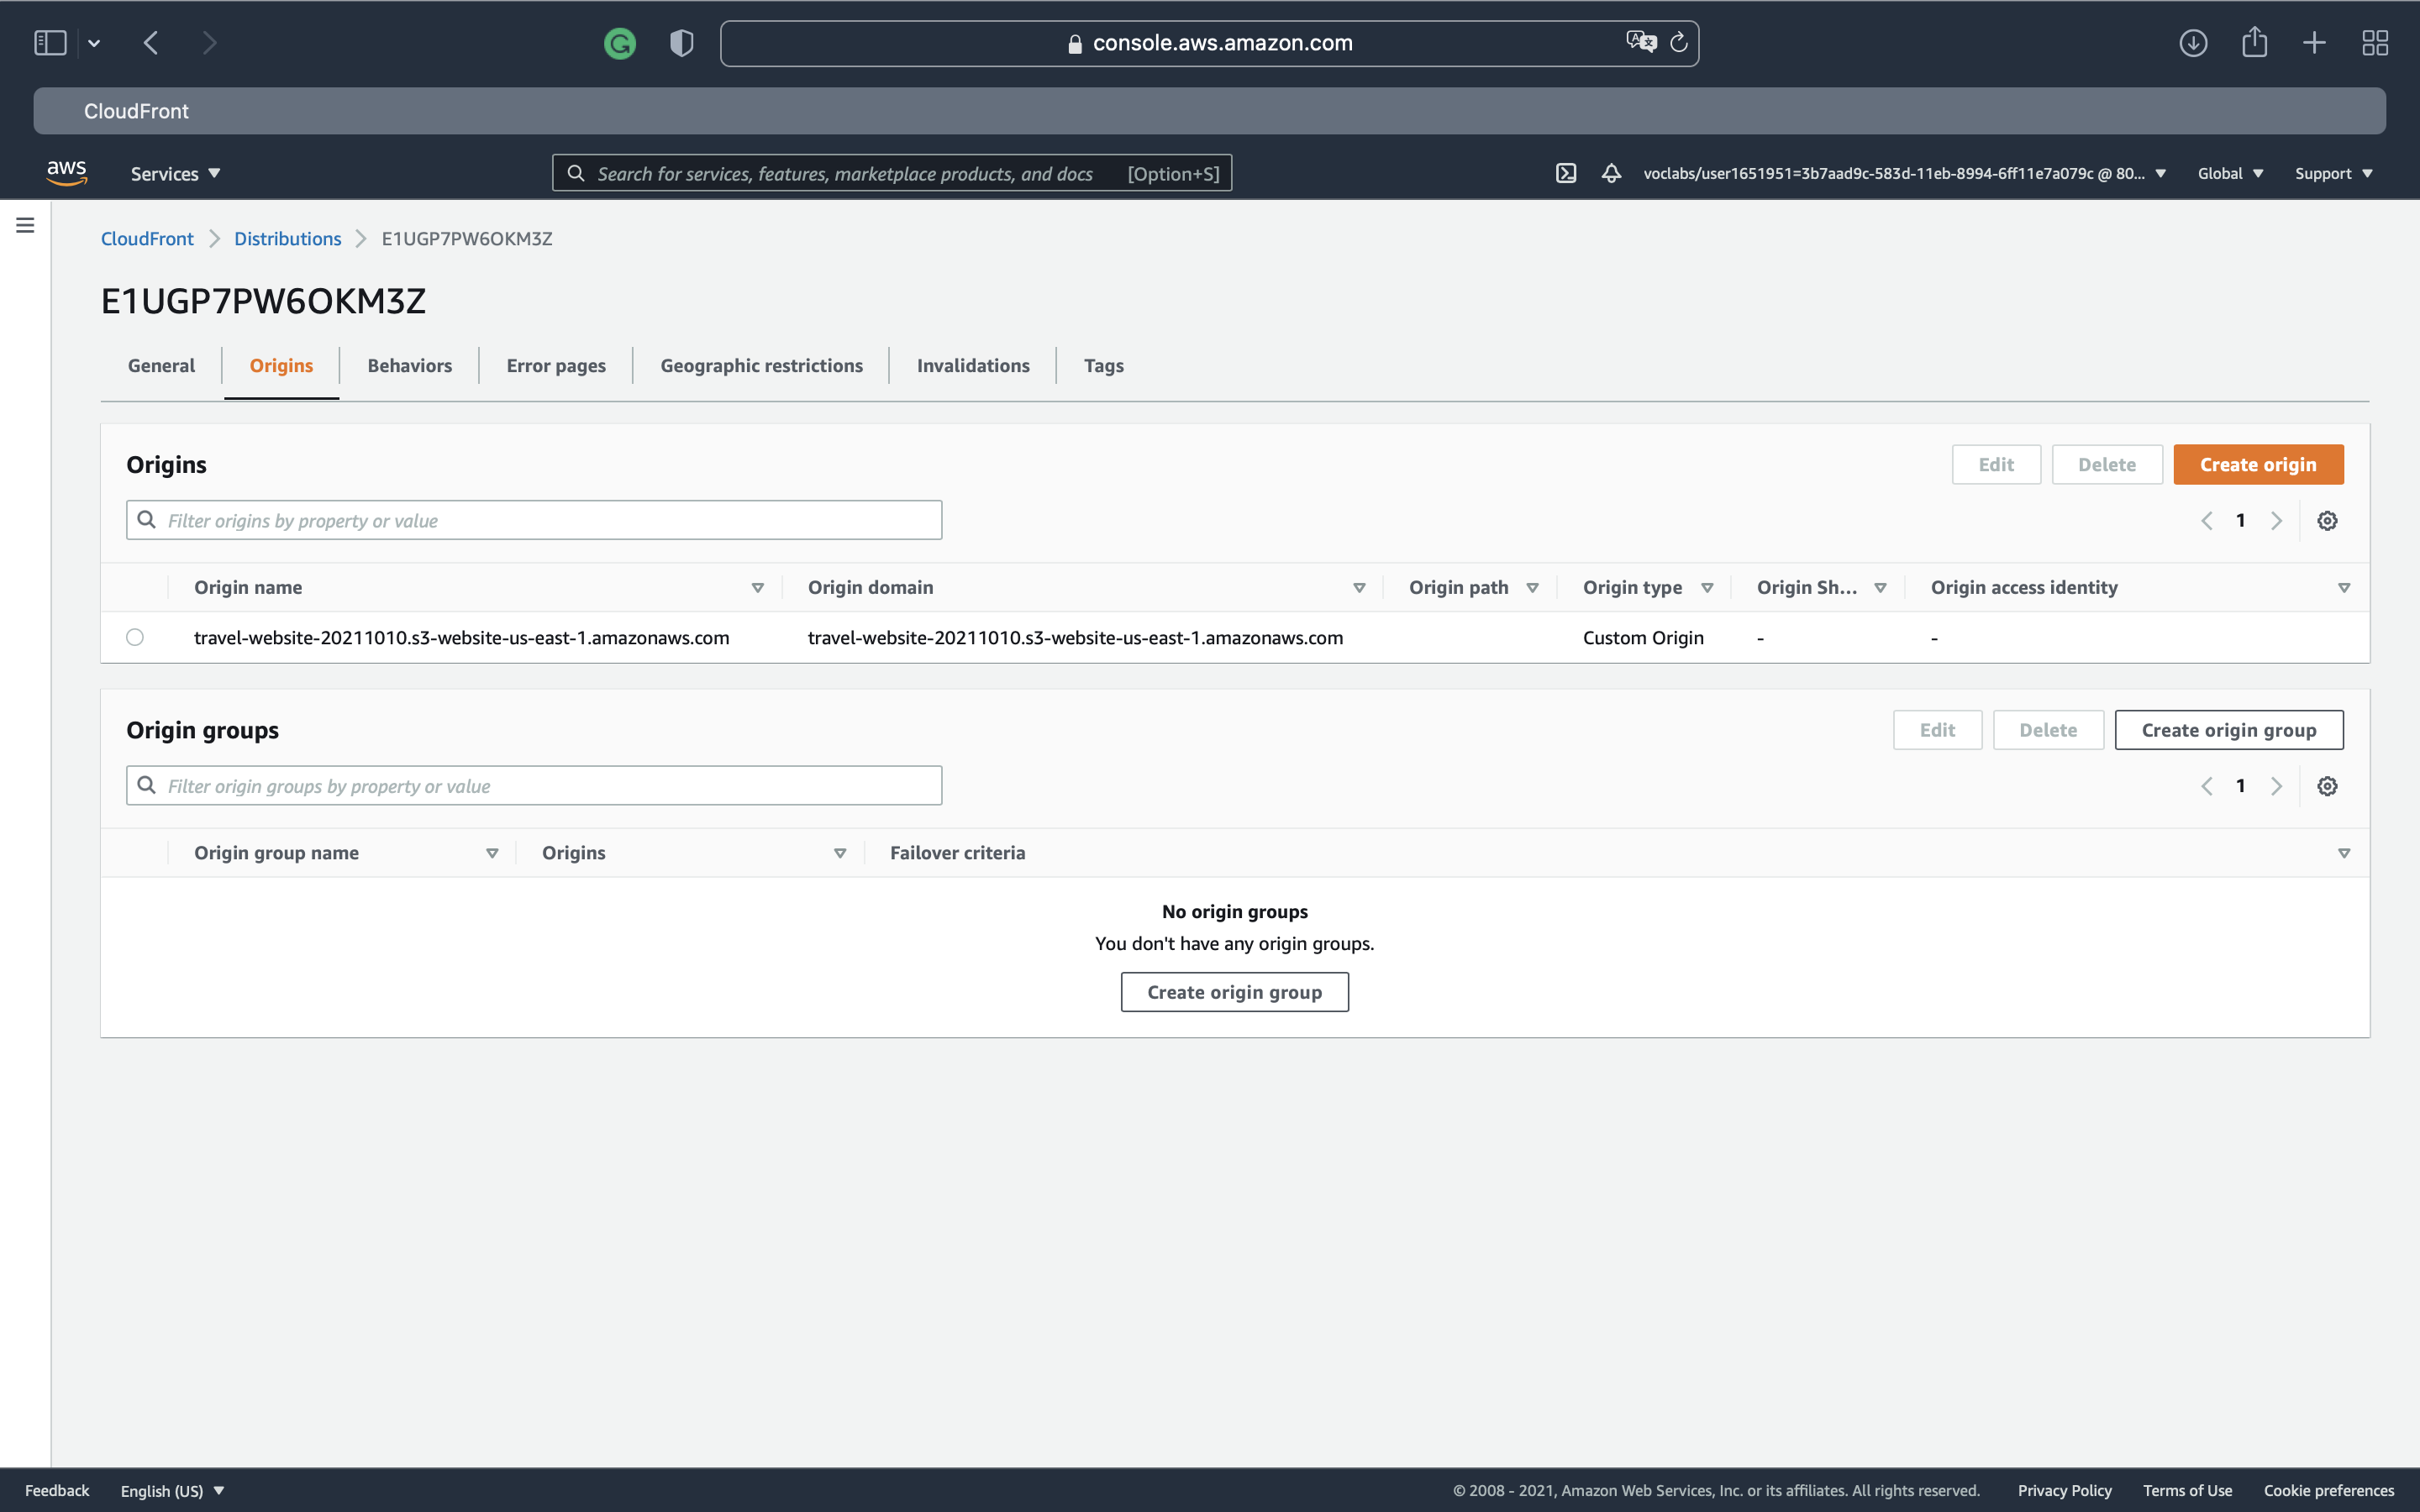 console.aws.amazon.com
CloudFront
aws
Services
Search for services, features, marketplace products, and docs [Option+S]
voclabs/user1651951=3b7aad9c-583d-11eb-8994-6ff11e7a079c @ 80...
Global
Support
CloudFront
Distributions
E1UGP7PW6OKM3Z
E1UGP7PW6OKM3Z
General
Origins
Behaviors
Error pages
Geographic restrictions
Invalidations
Tags
Origins
Edit
Delete
Create origin
Filter origins by property or value
1
Origin name
Origin domain
Origin path
Origin type
Origin Sh...
Origin access identity
travel-website-20211010.s3-website-us-east-1.amazonaws.com
travel-website-20211010.s3-website-us-east-1.amazonaws.com
Custom Origin
-
-
Origin groups
Edit
Delete
Create origin group
Filter origin groups by property or value
1
Origin group name
Origins
Failover criteria
No origin groups
You don't have any origin groups.
Create origin group
Feedback
English (US)
© 2008 - 2021, Amazon Web Services, Inc. or its affiliates. All rights reserved.
Privacy Policy
Terms of Use
Cookie preferences